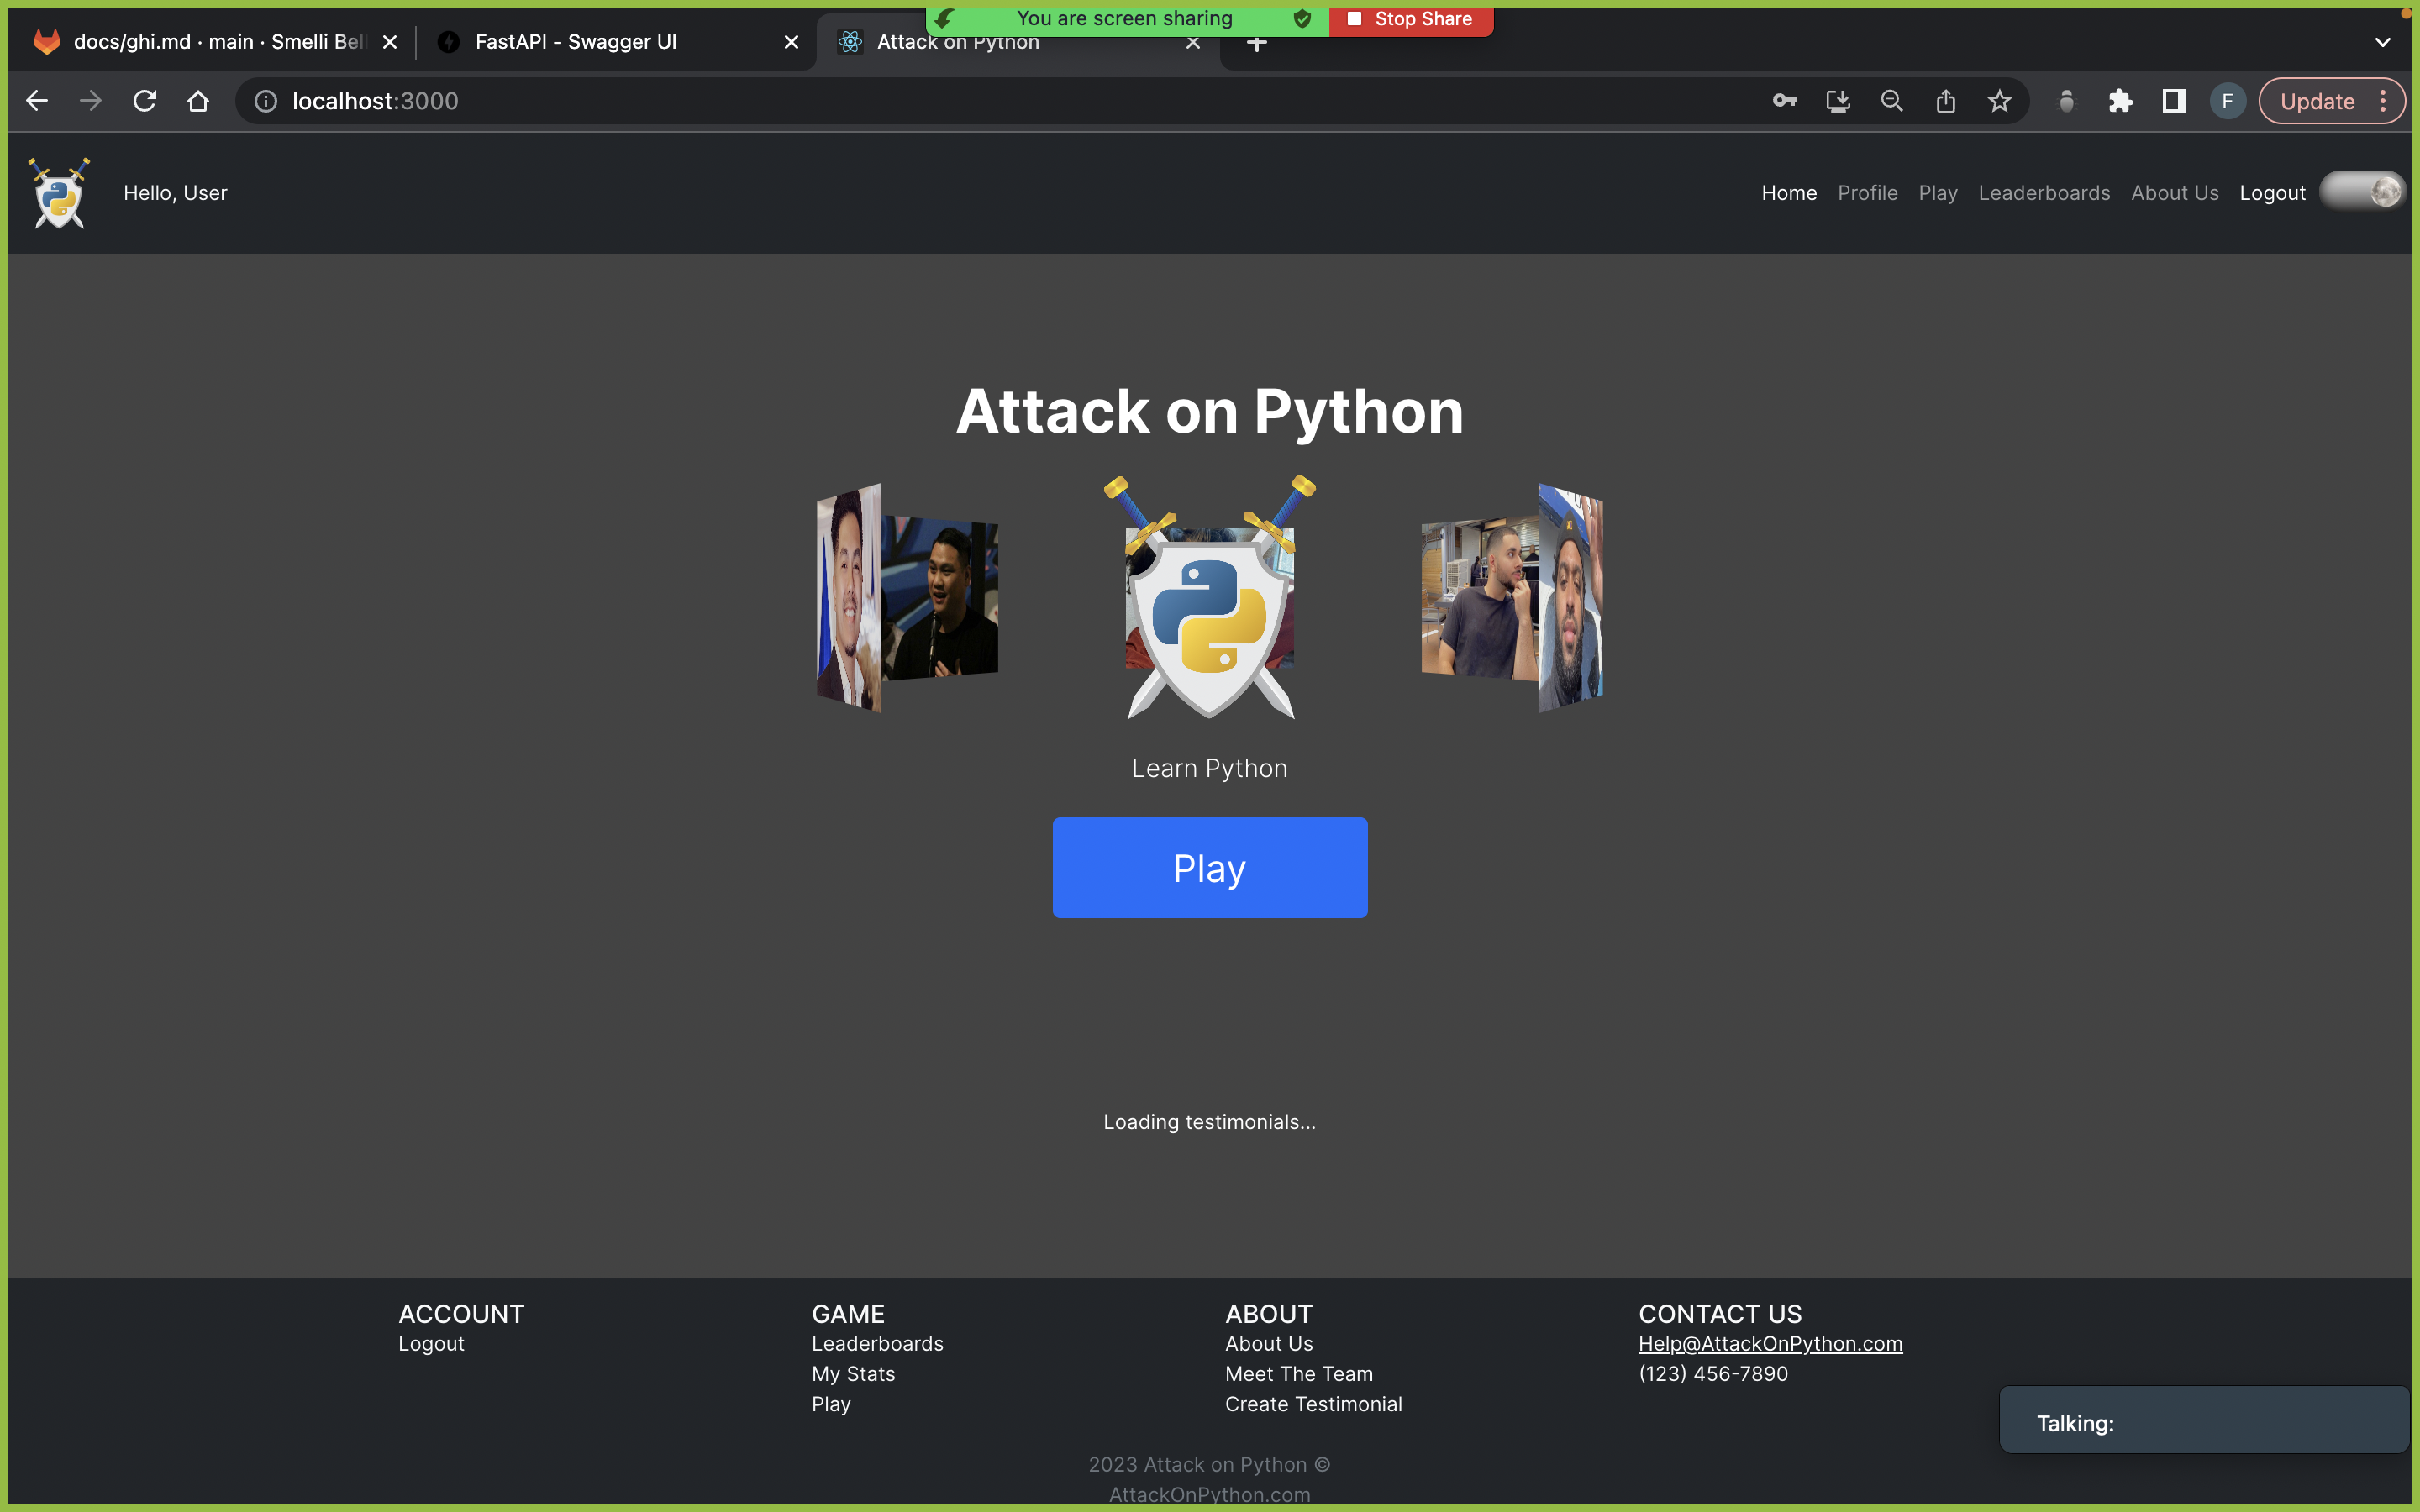 You are screen sharing Stop Share
docs/ghi.md · main · Smelli Bell FastAPI - Swagger UI Attack on Python
localhost:3000 F Update
Hello, User Home Profile Play Leaderboards About Us Logout
Attack on Python
Learn Python
Play
Loading testimonials...
ACCOUNT GAME ABOUT CONTACT US
Logout Leaderboards About Us Help@AttackOnPython.com
My Stats Meet The Team (123) 456-7890
Play Create Testimonial
Talking:
2023 Attack on Python ©
AttackOnPython.com